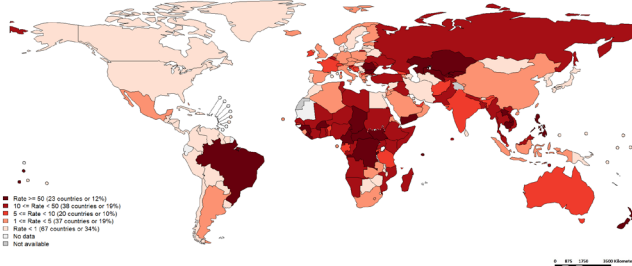 Rate >= 50 (23 countries or 12%)
10 <= Rate < 50 (38 countries or 19%)
5 <= Rate < 10 (20 countries or 10%)
1 <= Rate < 5 (37 countries or 19%)
Rate < 1 (67 countries or 34%)
No data
Not available
0 875 1750 3500 Kilometers